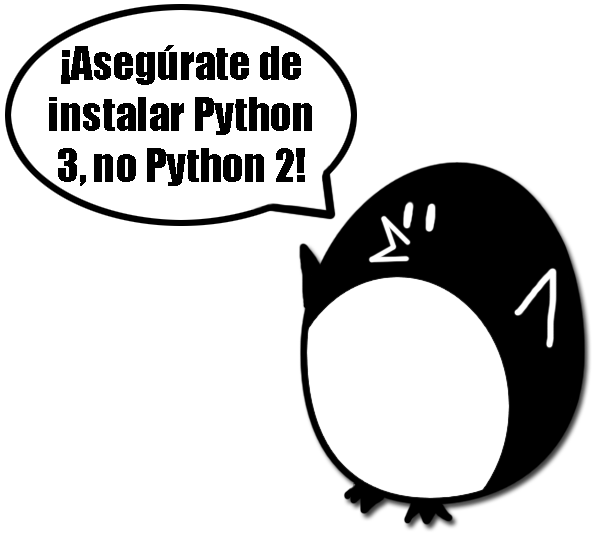 ¡Asegúrate de
instalar Python
3, no Python 2!